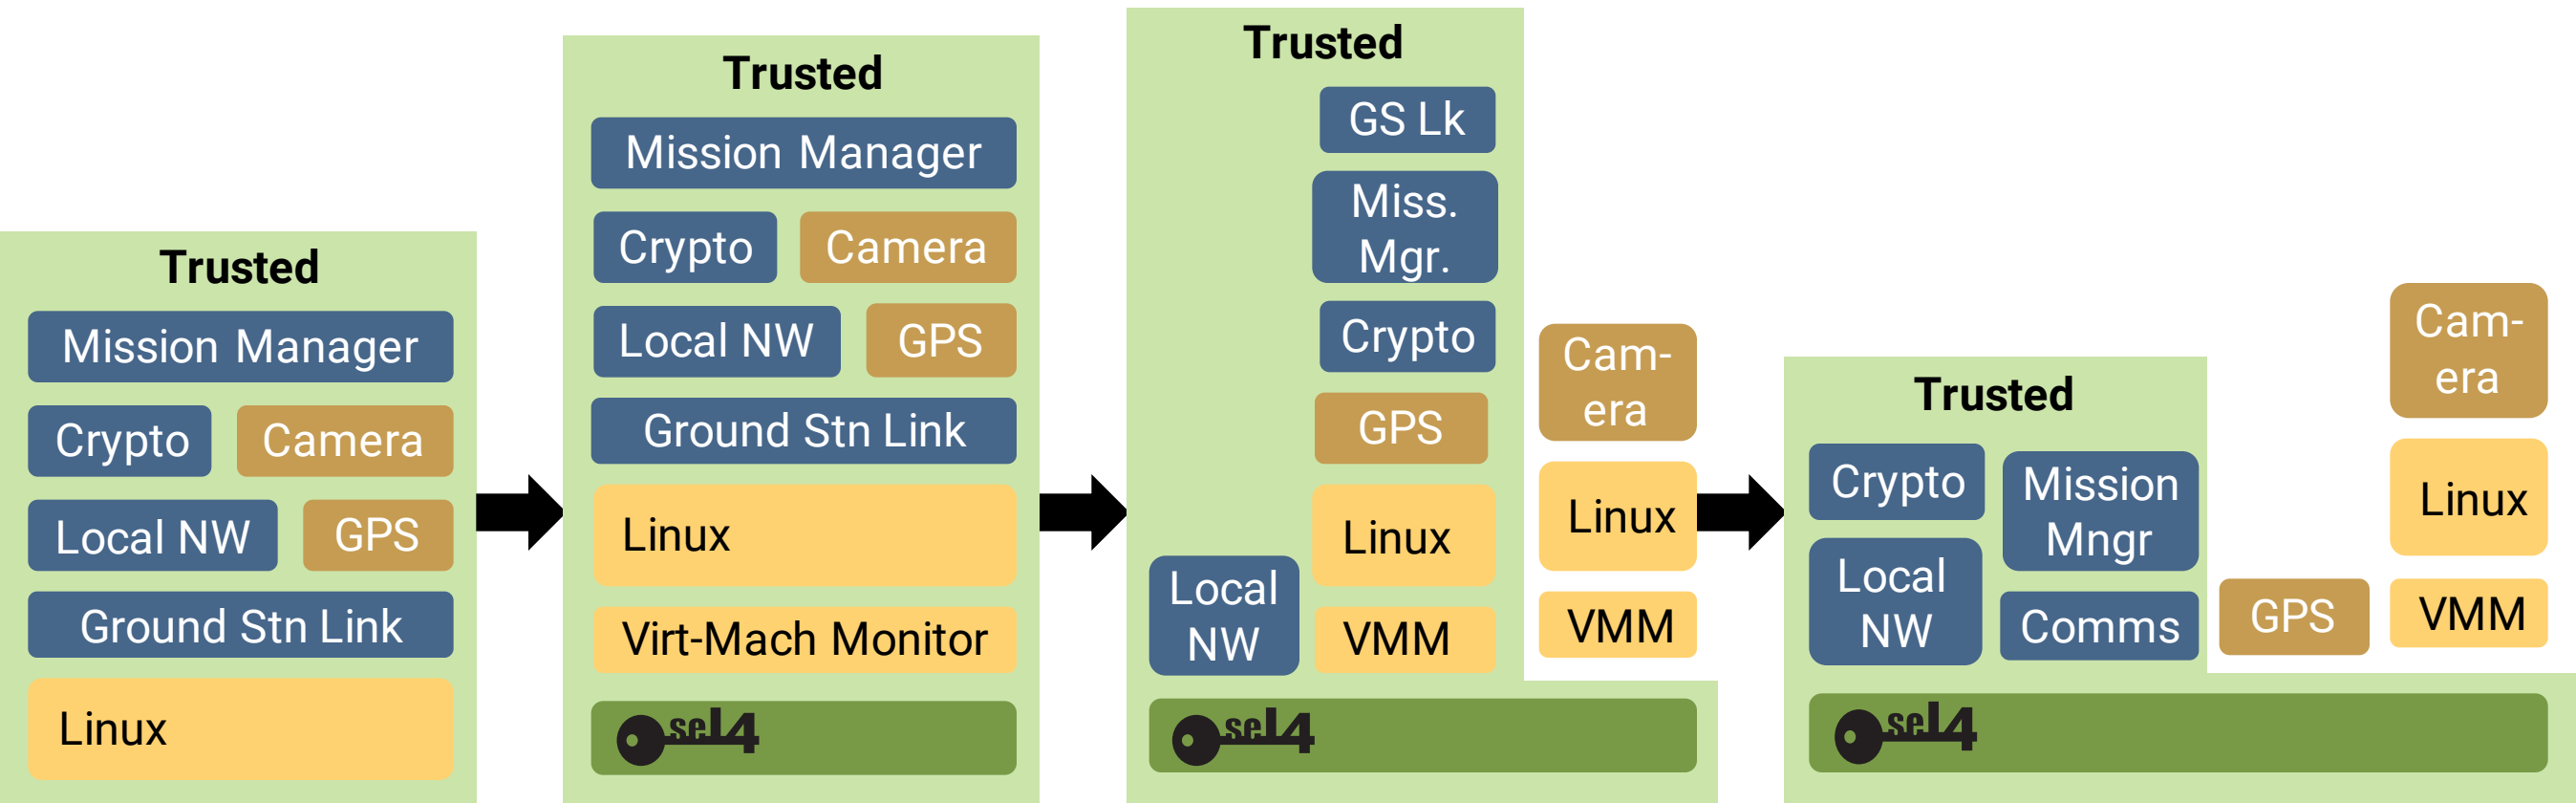 Trusted
Mission Manager
Crypto
Camera
Local NW
GPS
Ground Stn Link
Linux
Trusted
Mission Manager
Crypto
Camera
Local NW
GPS
Ground Stn Link
Linux
Virt-Mach Monitor
seL4
Trusted
GS Lk
Miss.
Mgr.
Crypto
GPS
Linux
Local
NW
VMM
Cam-
era
Linux
VMM
seL4
Trusted
Crypto
Mission
Mngr
Local
NW
Comms
GPS
Cam-
era
Linux
VMM
seL4